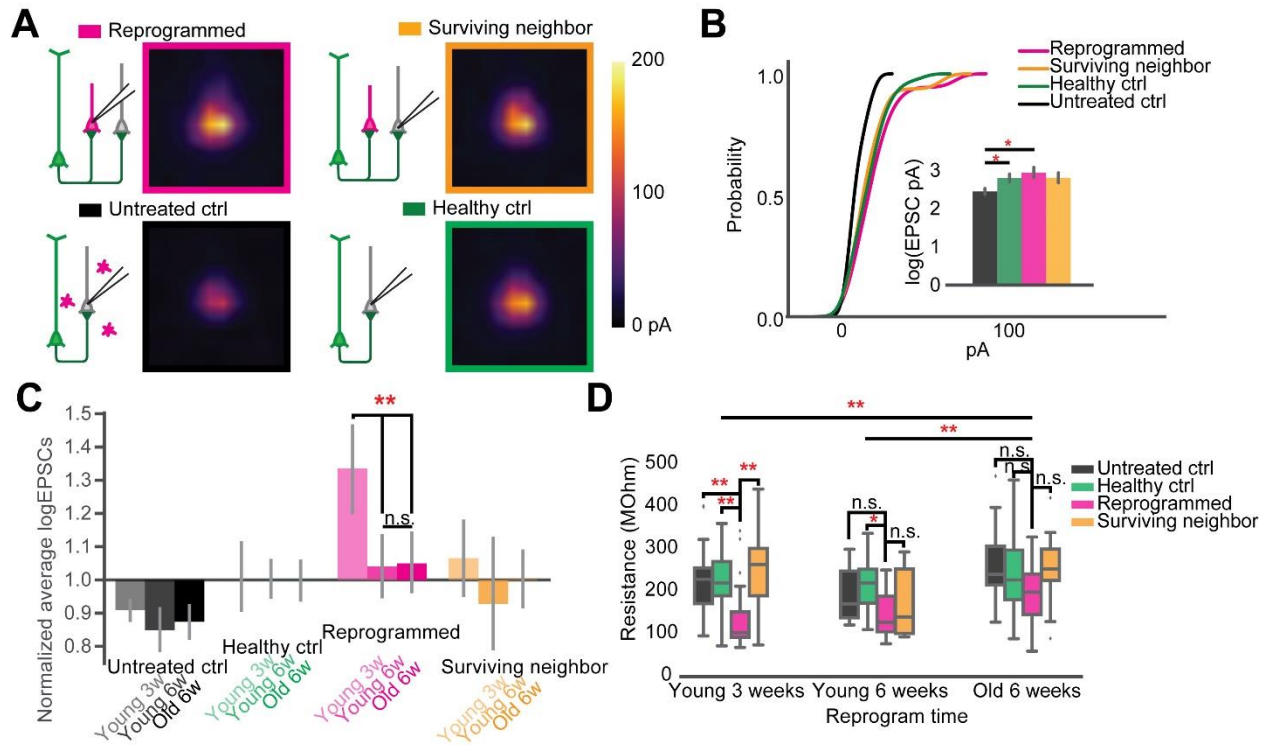 A
Reprogrammed
Surviving neighbor
200
100
0 pA
Untreated ctrl
Healthy ctrl
B
Reprogrammed
Surviving neighbor
Healthy ctrl
Untreated ctrl
1.0
0.5
0.0
Probability
0
100
pA
* 
*
3
2
1
0
log(EPSC pA)
C
1.5
1.4
1.3
1.2
1.1
1.0
0.9
0.8
Normalized average logEPSCs
**
n.s.
Untreated ctrl
Healthy ctrl
Reprogrammed
Surviving neighbor
Young 3w
Young 6w
Old 6w
Young 3w
Young 6w
Old 6w
Young 3w
Young 6w
Old 6w
Young 3w
Young 6w
Old 6w
D
**
**
500
400
300
200
100
0
Resistance (MOhm)
**
**
**
n.s.
*
n.s.
n.s.
n.s.
n.s.
Untreated ctrl
Healthy ctrl
Reprogrammed
Surviving neighbor
Young 3 weeks
Young 6 weeks
Old 6 weeks
Reprogram time